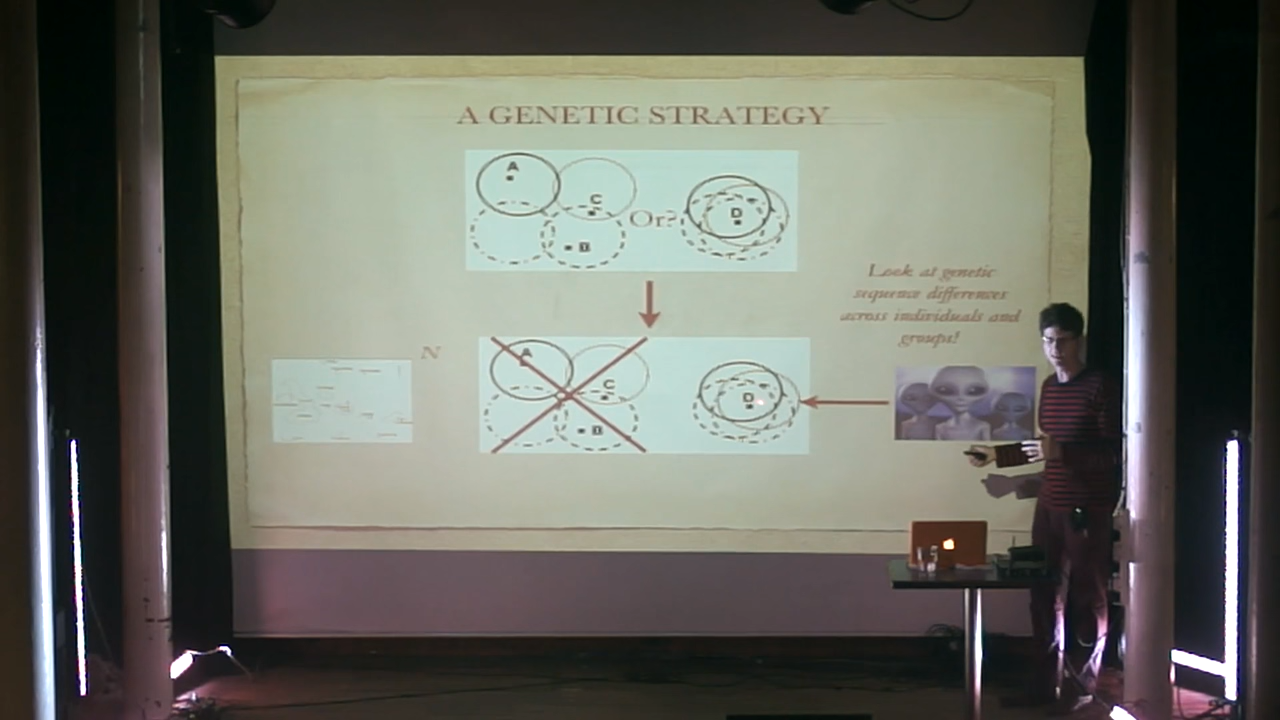 A GENETIC STRATEGY
A
C
B
Or?
D
Look at genetic
sequence differences
across individuals and
groups!
N
A
C
B
D